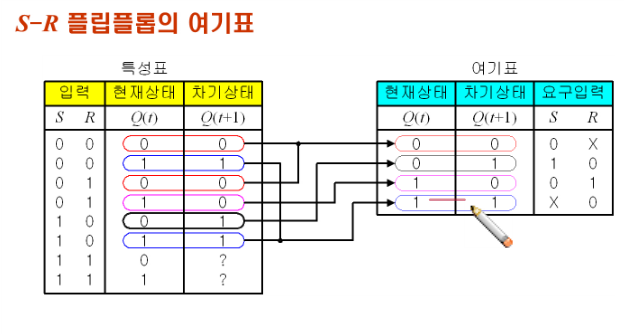 S-R 플립플롭의 여기표
특성표
입력 현재상태 차기상태
S R Q(t) Q(t+1)
0 0 0 0
0 0 1 1
0 1 0 0
0 1 1 0
1 0 0 1
1 0 1 1
1 1 0 ?
1 1 1 ?
여기표
현재상태 차기상태 요구입력
Q(t) Q(t+1) S R
0 0 0 X
0 1 1 0
1 0 0 1
1 1 X 0